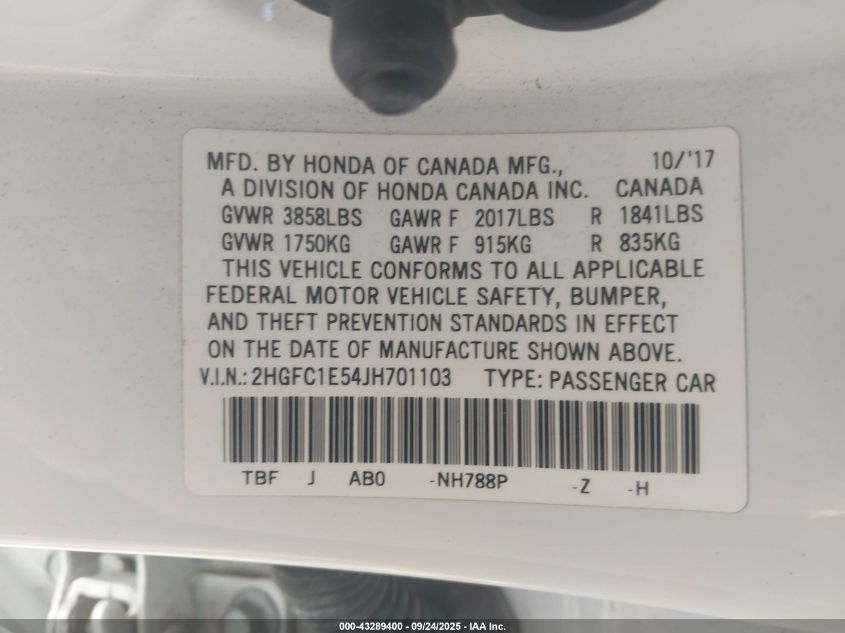 MFD. BY HONDA OF CANADA MFG., 10/'17
A DIVISION OF HONDA CANADA INC. CANADA
GVWR 3858LBS GAWR F 2017LBS R 1841LBS
GVWR 1750KG GAWR F 915KG R 835KG
THIS VEHICLE CONFORMS TO ALL APPLICABLE
FEDERAL MOTOR VEHICLE SAFETY, BUMPER,
AND THEFT PREVENTION STANDARDS IN EFFECT
ON THE DATE OF MANUFACTURE SHOWN ABOVE.
V.I.N.: 2HGFC1E54JH701103 TYPE: PASSENGER CAR
TBF J AB0 -NH788P -Z -H
000-43289400 - 09/24/2025 - IAA Inc.